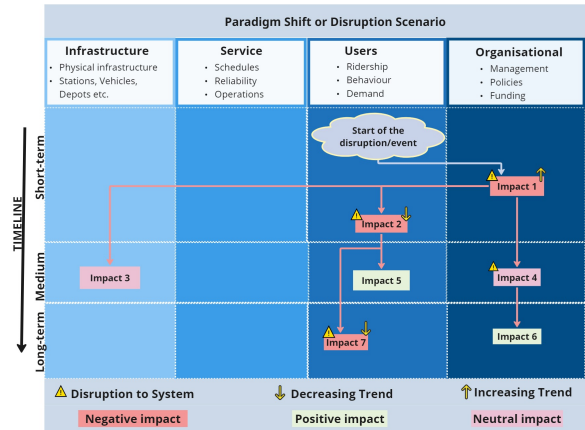 Paradigm Shift or Disruption Scenario
Infrastructure
• Physical infrastructure
• Stations, Vehicles,
Depots etc.
Service
• Schedules
• Reliability
• Operations
Users
• Ridership
• Behaviour
• Demand
Organisational
• Management
• Policies
• Funding
TIMELINE
Short-term
Medium
Long-term
Start of the
disruption/event
Impact 1
Impact 2
Impact 3
Impact 5
Impact 4
Impact 7
Impact 6
Disruption to System
Decreasing Trend
Increasing Trend
Negative impact
Positive impact
Neutral impact